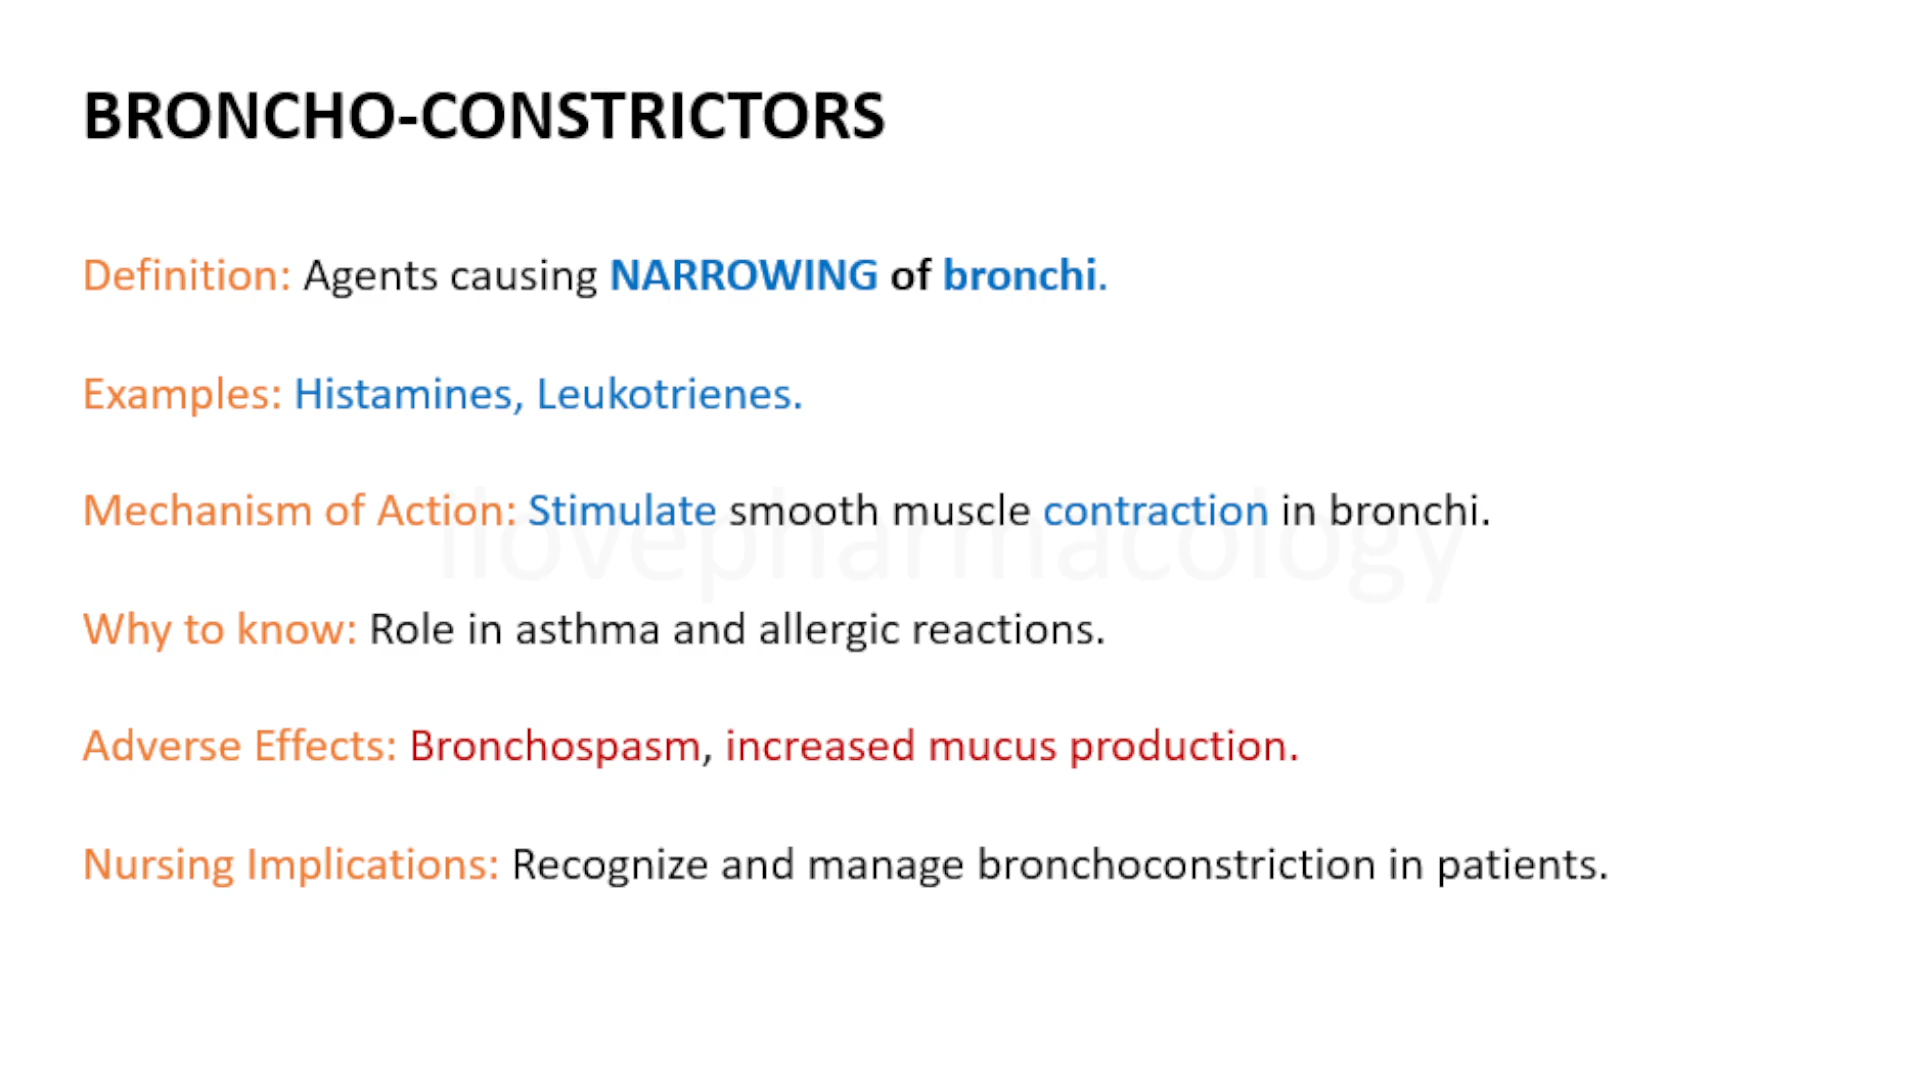 BRONCHO-CONSTRICTORS
Definition: Agents causing NARROWING of bronchi.
Examples: Histamines, Leukotrienes.
Mechanism of Action: Stimulate smooth muscle contraction in bronchi.
ilovepharmacology
Why to know: Role in asthma and allergic reactions.
Adverse Effects: Bronchospasm, increased mucus production.
Nursing Implications: Recognize and manage bronchoconstriction in patients.